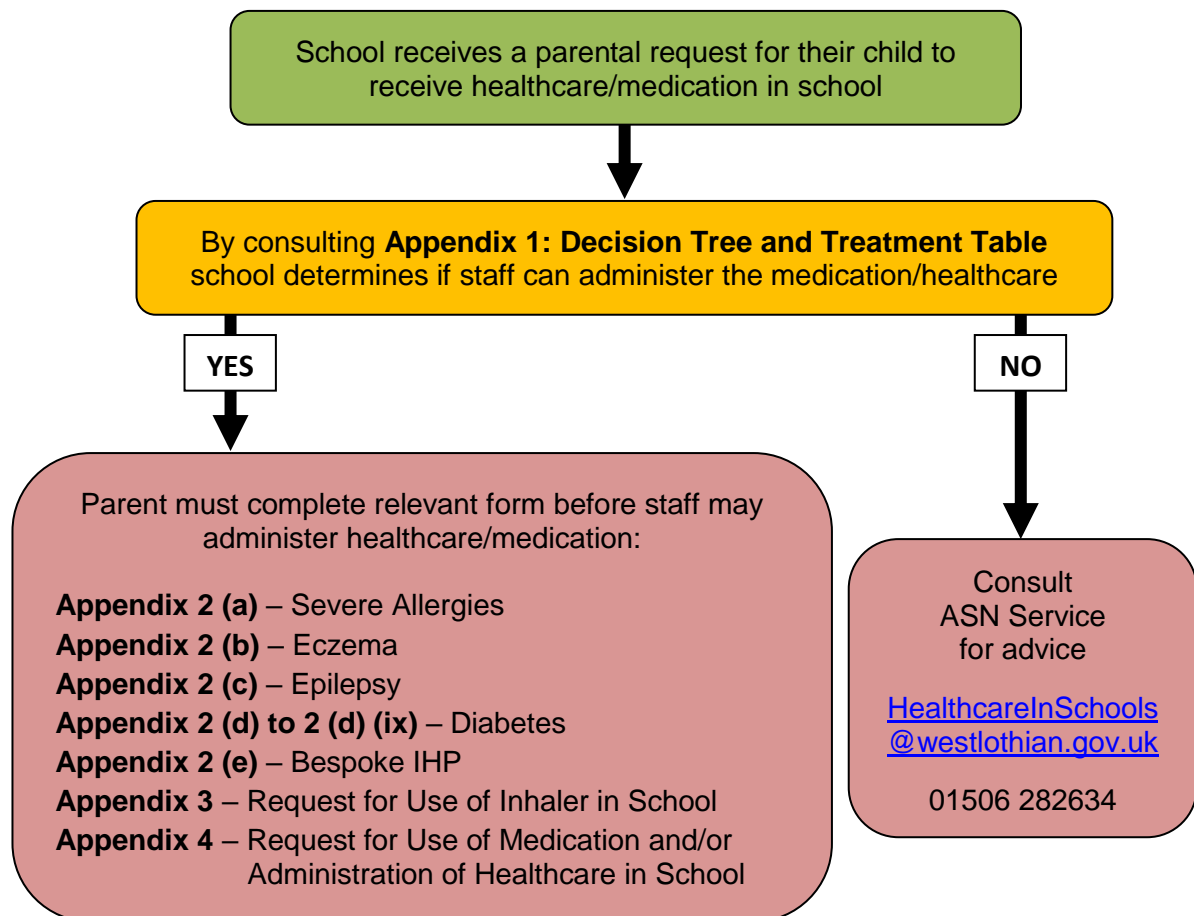 School receives a parental request for their child to
receive healthcare/medication in school
By consulting Appendix 1: Decision Tree and Treatment Table
school determines if staff can administer the medication/healthcare
YES
NO
Parent must complete relevant form before staff may
administer healthcare/medication:
Appendix 2 (a) – Severe Allergies
Appendix 2 (b) – Eczema
Appendix 2 (c) – Epilepsy
Appendix 2 (d) to 2 (d) (ix) – Diabetes
Appendix 2 (e) – Bespoke IHP
Appendix 3 – Request for Use of Inhaler in School
Appendix 4 – Request for Use of Medication and/or
Administration of Healthcare in School
Consult
ASN Service
for advice
HealthcareInSchools
@westlothian.gov.uk
01506 282634